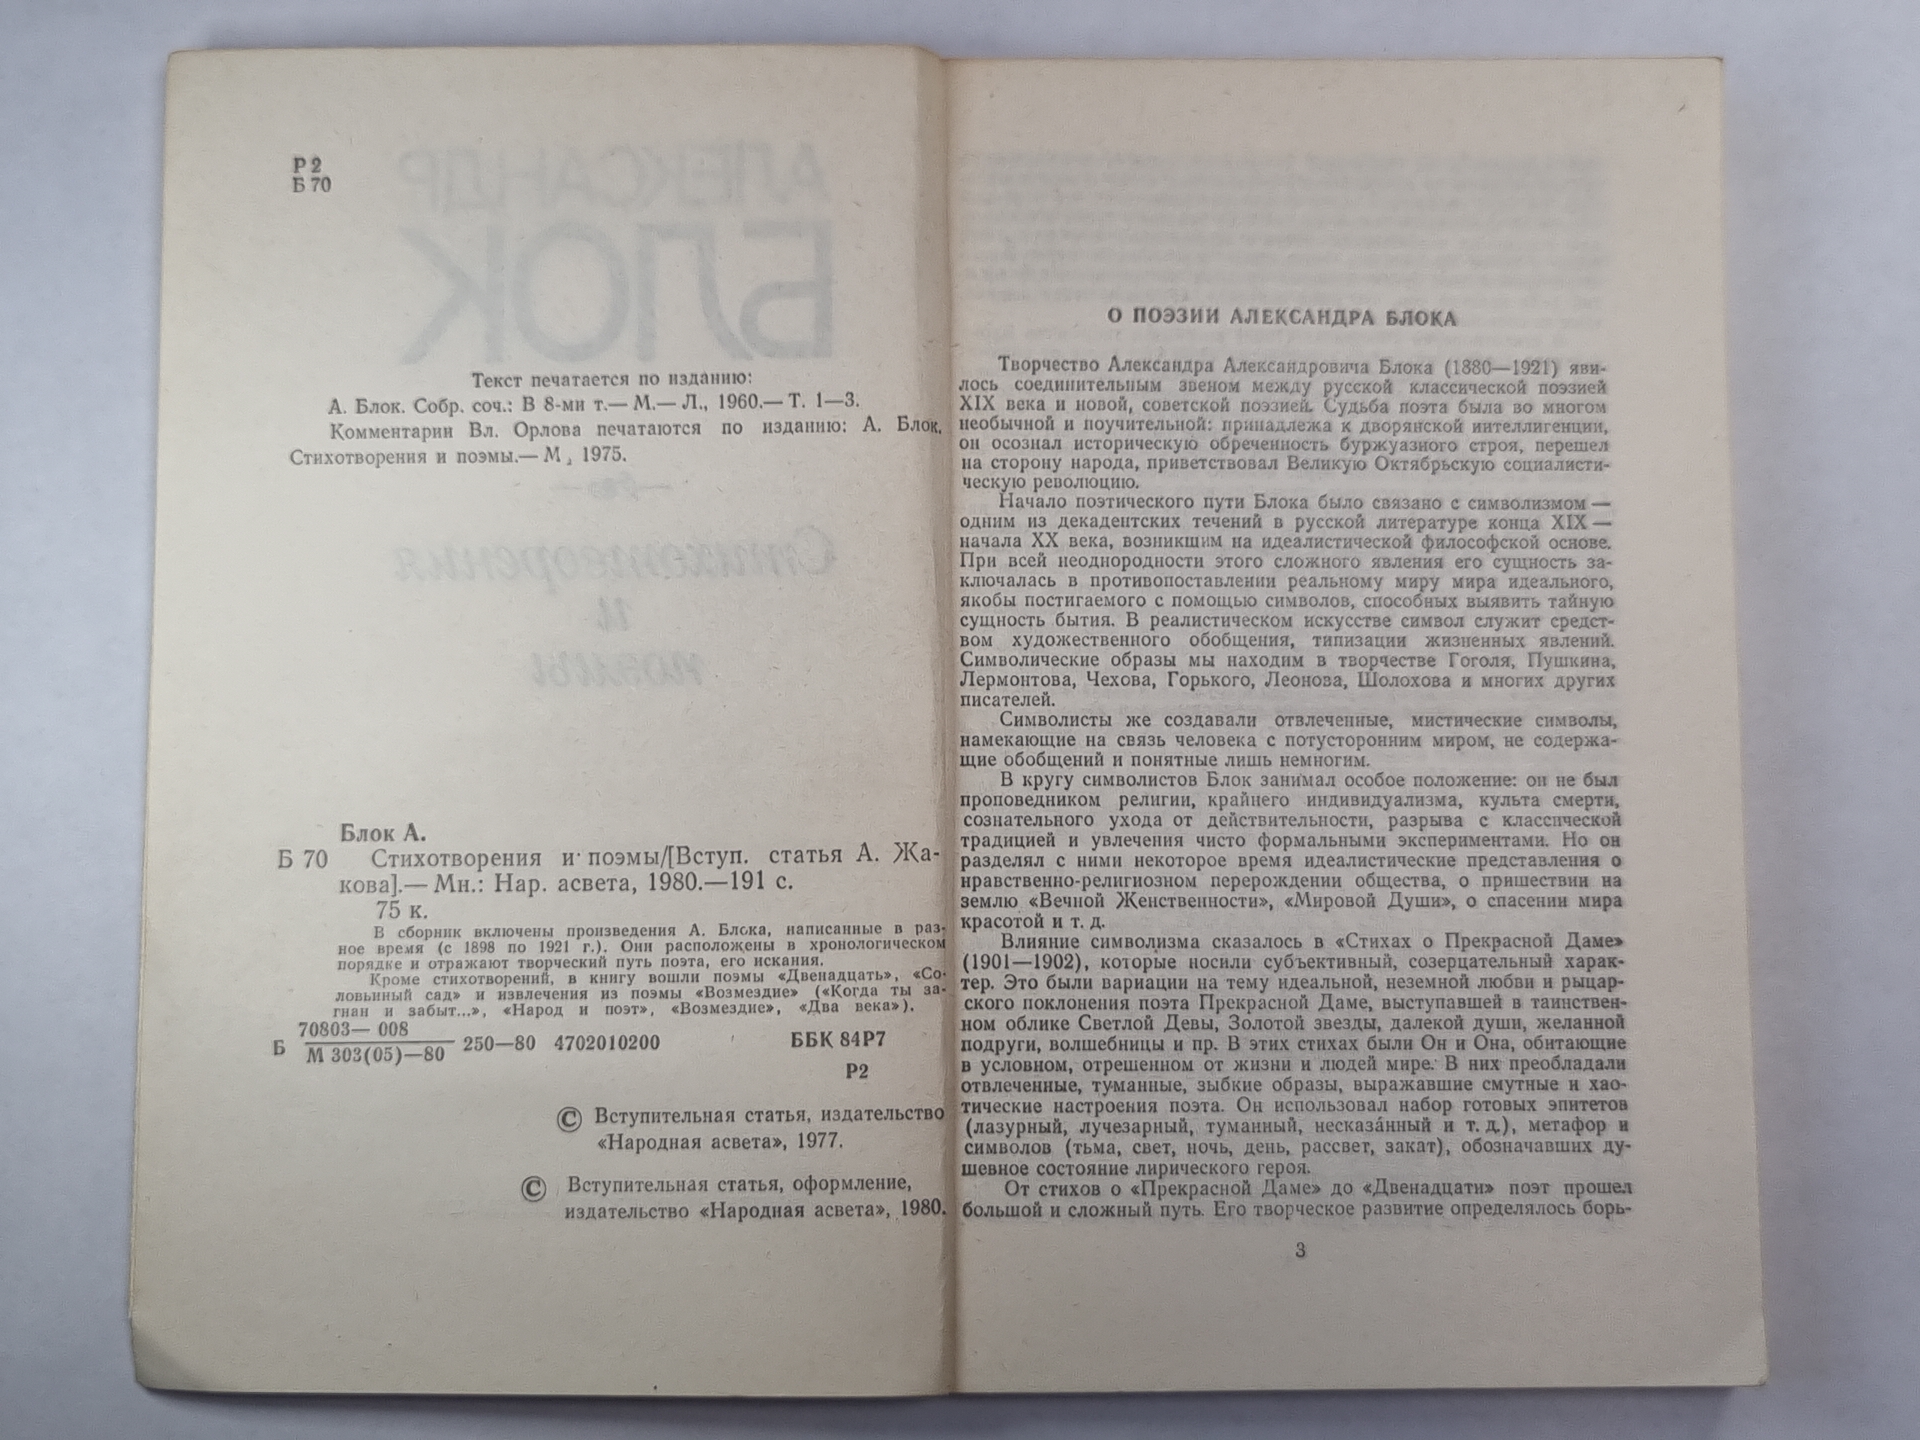 Р2
Б 70
Текст печатается по изданию:
А. Блок. Собр. соч.: В 8-ми т.— М.— Л., 1960.— Т. 1—3.
Комментарии Вл. Орлова печатаются по изданию: А. Блок.
Стихотворения и поэмы.— М., 1975.
Блок А.
Б 70 Стихотворения и поэмы/[Вступ. статья А. Жа-
кова].— Мн.: Нар. асвета, 1980.—191 с.
75 к.
В сборник включены произведения А. Блока, написанные в раз-
ное время (с 1898 по 1921 г.). Они расположены в хронологическом
порядке и отражают творческий путь поэта, его искания.
Кроме стихотворений, в книгу вошли поэмы «Двенадцать», «Со-
ловьиный сад» и извлечения из поэмы «Возмездие» («Когда ты за-
гнан и забит...», «Народ и поэт», «Возмездие», «Два века»).
70803— 008
Б М 303(05)—80 250—80 4702010200 ББК 84Р7
Р2
© Вступительная статья, издательство
«Народная асвета», 1977.
© Вступительная статья, оформление,
издательство «Народная асвета», 1980.
О ПОЭЗИИ АЛЕКСАНДРА БЛОКА
Творчество Александра Александровича Блока (1880—1921) яви-
лось соединительным звеном между русской классической поэзией
XIX века и новой, советской поэзией. Судьба поэта была во многом
необычной и поучительной: принадлежа к дворянской интеллигенции,
он осознал историческую обреченность буржуазного строя, перешел
на сторону народа, приветствовал Великую Октябрьскую социалисти-
ческую революцию.
Начало поэтического пути Блока было связано с символизмом —
одним из декадентских течений в русской литературе конца XIX —
начала XX века, возникшим на идеалистической философской основе.
При всей неоднородности этого сложного явления его сущность за-
ключалась в противопоставлении реальному миру мира идеального,
якобы постигаемого с помощью символов, способных выявить тайную
сущность бытия. В реалистическом искусстве символ служит средст-
вом художественного обобщения, типизации жизненных явлений.
Символические образы мы находим в творчестве Гоголя, Пушкина,
Лермонтова, Чехова, Горького, Леонова, Шолохова и многих других
писателей.
Символисты же создавали отвлеченные, мистические символы,
намекающие на связь человека с потусторонним миром, не содержа-
щие обобщений и понятные лишь немногим.
В кругу символистов Блок занимал особое положение: он не был
проповедником религии, крайнего индивидуализма, культа смерти,
сознательного ухода от действительности, разрыва с классической
традицией и увлечения чисто формальными экспериментами. Но он
разделял с ними некоторое время идеалистические представления о
нравственно-религиозном перерождении общества, о пришествии на
землю «Вечной Женственности», «Мировой Души», о спасении мира
красотой и т. д.
Влияние символизма сказалось в «Стихах о Прекрасной Даме»
(1901—1902), которые носили субъективный, созерцательный харак-
тер. Это были вариации на тему идеальной, неземной любви и рыцар-
ского поклонения поэта Прекрасной Даме, выступавшей в таинствен-
ном облике Светлой Девы, Золотой звезды, далекой души, желанной
подруги, волшебницы и пр. В этих стихах были Он и Она, обитающие
в условном, отрешенном от жизни и людей мире. В них преобладали
отвлеченные, туманные, зыбкие образы, выражавшие смутные и хао-
тические настроения поэта. Он использовал набор готовых эпитетов
(лазурный, лучезарный, туманный, несказа́нный и т. д.), метафор и
символов (тьма, свет, ночь, день, рассвет, закат), обозначавших ду-
шевное состояние лирического героя.
От стихов о «Прекрасной Даме» до «Двенадцати» поэт прошел
большой и сложный путь. Его творческое развитие определялось борь-
3